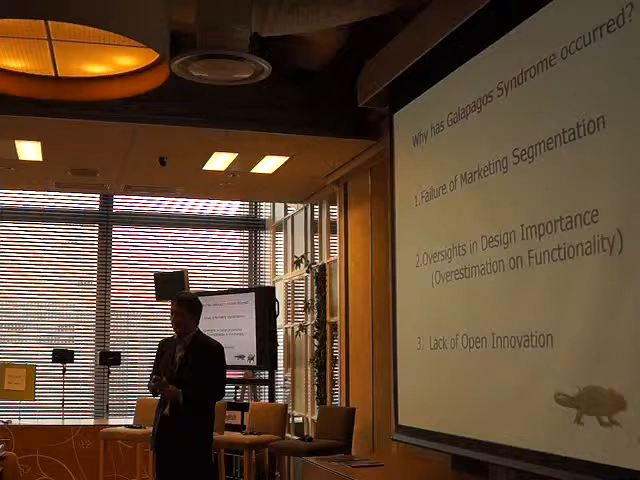 Why has Galapagos Syndrome occurred?
1.Failure of Marketing Segmentation
2.Oversights in Design Importance
(Overestimation on Functionality)
3. Lack of Open Innovation